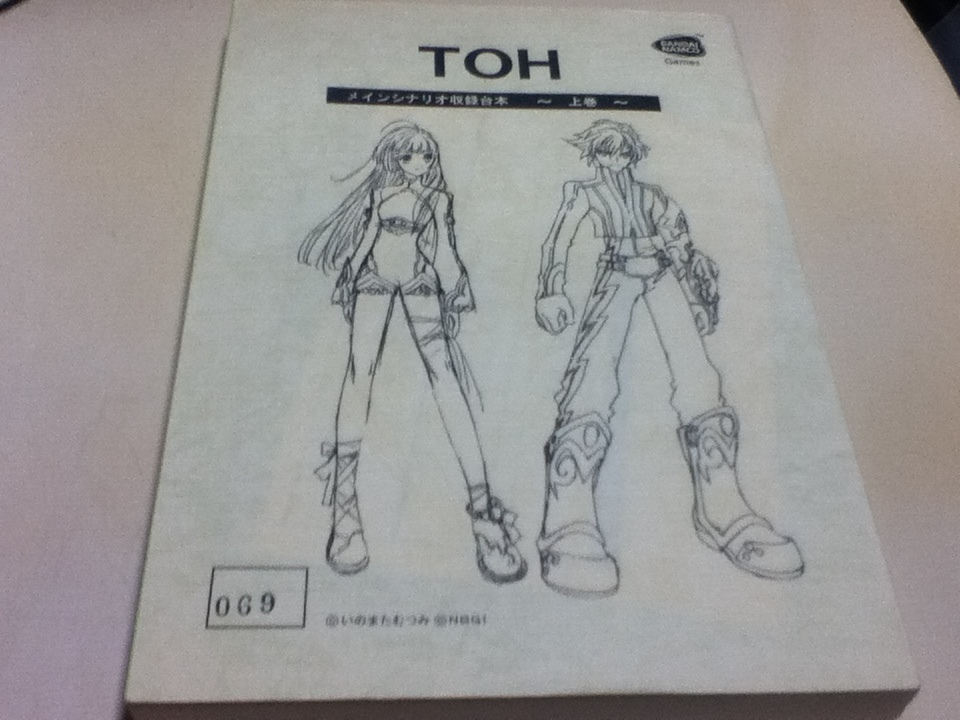 TOH
BANDAI
NAMCO
Games
メインシナリオ収録台本 ～ 上巻 ～
069
©いのまたむつみ ©NBGI